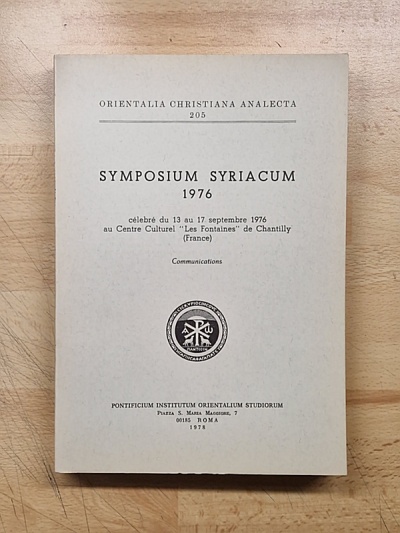 ORIENTALIA CHRISTIANA ANALECTA
205
SYMPOSIUM SYRIACUM
1976
célebré du 13 au 17 septembre 1976
au Centre Culturel "Les Fontaines" de Chantilly
(France)
Communications
PONTIFICIUM INSTITUTUM ORIENTALIUM STUDIORUM
PIAZZA S. MARIA MAGGIORE, 7
00185 ROMA
1978